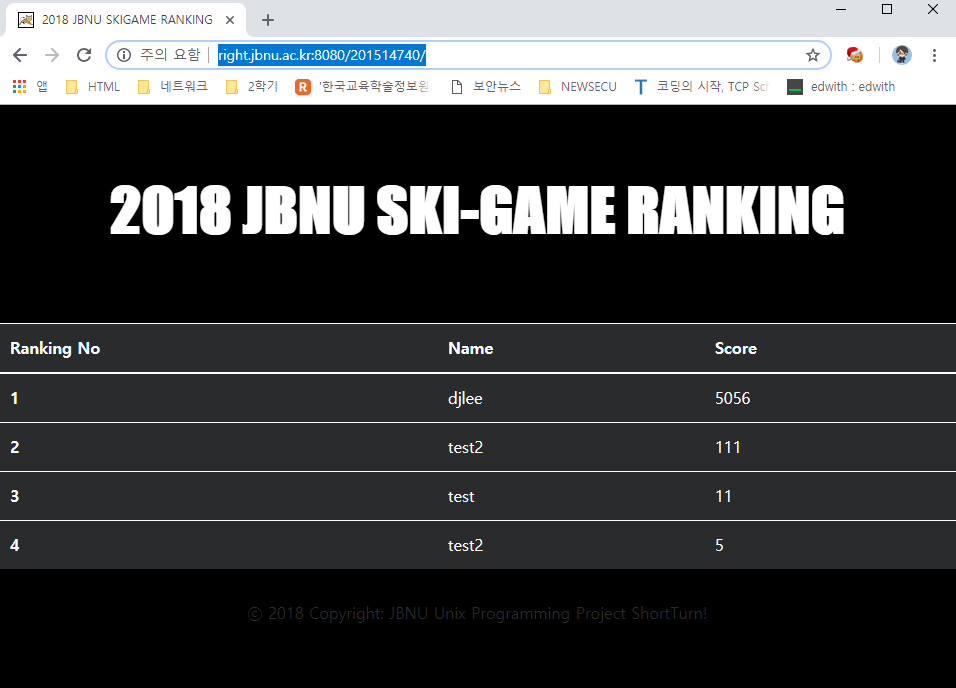 2018 JBNU SKIGAME RANKING
주의 요함 right.jbnu.ac.kr:8080/201514740/
앱 HTML 네트워크 2학기 R '한국교육학술정보원 보안뉴스 NEWSECU T 코딩의 시작, TCP Sch edwith : edwith
2018 JBNU SKI-GAME RANKING
Ranking No Name Score
1 djlee 5056
2 test2 111
3 test 11
4 test2 5
ⓒ 2018 Copyright: JBNU Unix Programming Project ShortTurn!